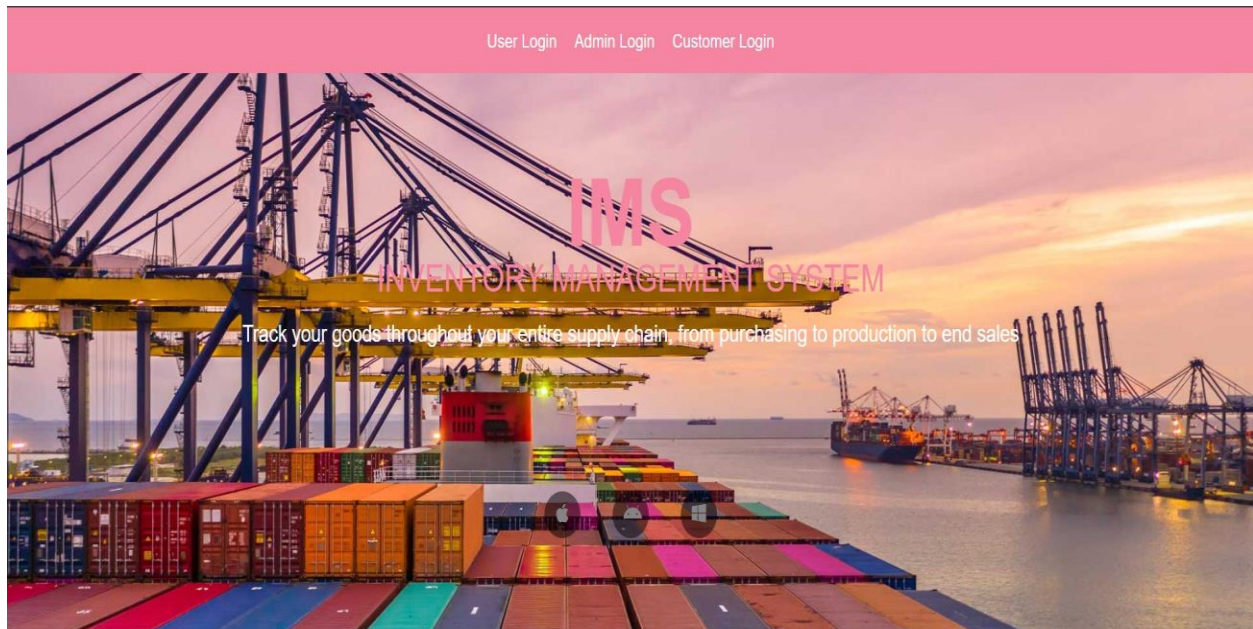 User Login Admin Login Customer Login
IMS
INVENTORY MANAGEMENT SYSTEM
Track your goods throughout your entire supply chain, from purchasing to production to end sales